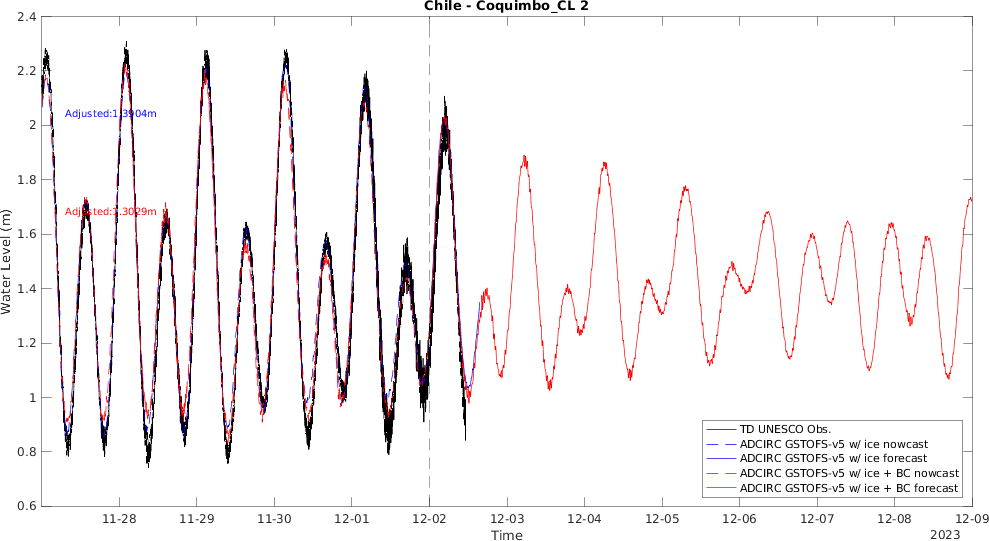 Chile - Coquimbo_CL 2
2.4
2.2
2
1.8
1.6
1.4
1.2
1
0.8
0.6
Water Level (m)
Adjusted:1.3904m
Adjusted:1.3029m
TD UNESCO Obs.
ADCIRC GSTOFS-v5 w/ ice nowcast
ADCIRC GSTOFS-v5 w/ ice forecast
ADCIRC GSTOFS-v5 w/ ice + BC nowcast
ADCIRC GSTOFS-v5 w/ ice + BC forecast
11-28 11-29 11-30 12-01 12-02 12-03 12-04 12-05 12-06 12-07 12-08 12-09
Time
2023